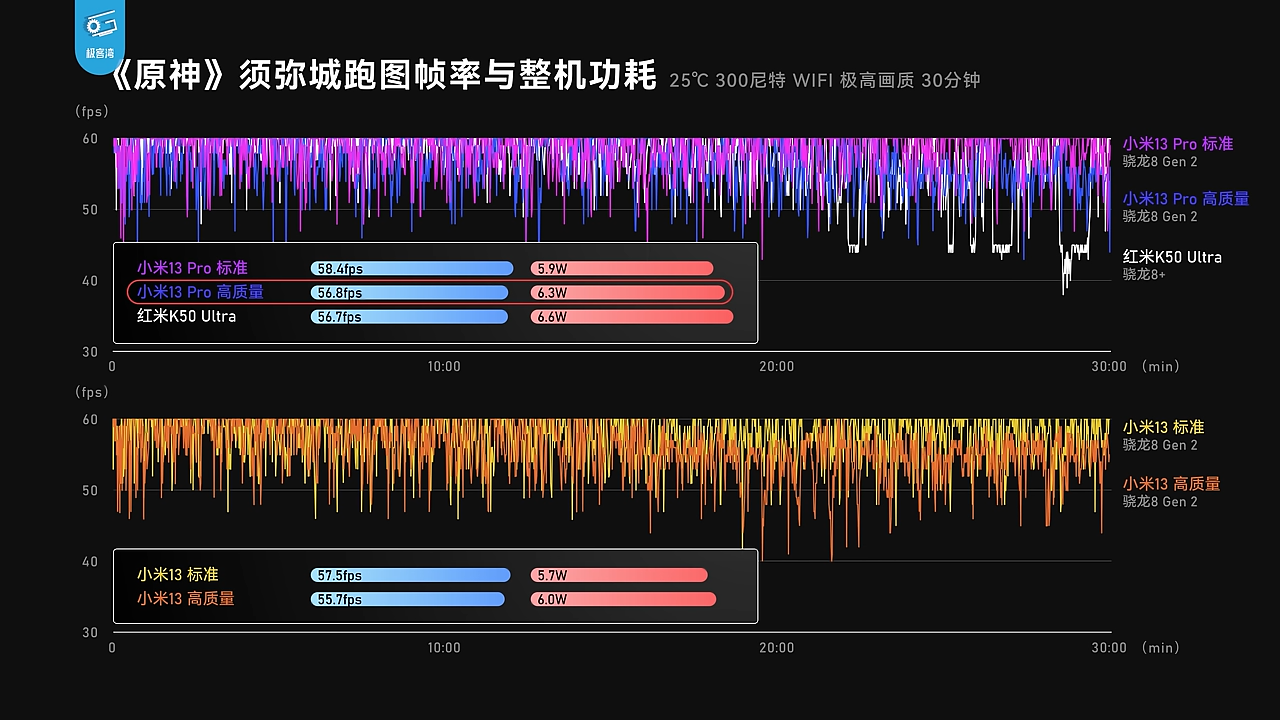 极客湾
《原神》须弥城跑图帧率与整机功耗 25℃ 300尼特 WIFI 极高画质 30分钟
(fps)
60
50
40
30
小米13 Pro 标准
骁龙8 Gen 2
小米13 Pro 高质量
骁龙8 Gen 2
红米K50 Ultra
骁龙8+
小米13 Pro 标准 58.4fps 5.9W
小米13 Pro 高质量 56.8fps 6.3W
红米K50 Ultra 56.7fps 6.6W
0 10:00 20:00 30:00 (min)
(fps)
60
50
40
30
小米13 标准
骁龙8 Gen 2
小米13 高质量
骁龙8 Gen 2
小米13 标准 57.5fps 5.7W
小米13 高质量 55.7fps 6.0W
0 10:00 20:00 30:00 (min)